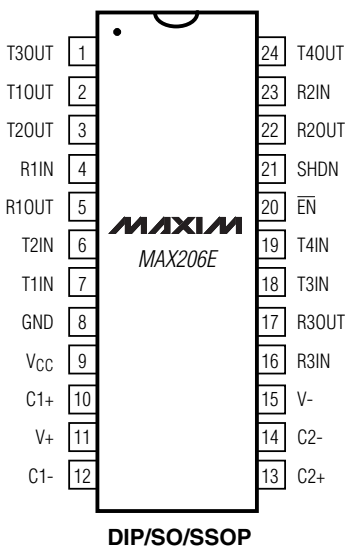 T3OUT 1 24 T4OUT
T1OUT 2 23 R2IN
T2OUT 3 22 R2OUT
R1IN 4 21 SHDN
R1OUT 5 20 E̅N̅
MAXIM
T2IN 6 19 T4IN
MAX206E
T1IN 7 18 T3IN
GND 8 17 R3OUT
VCC 9 16 R3IN
C1+ 10 15 V-
V+ 11 14 C2-
C1- 12 13 C2+
DIP/SO/SSOP